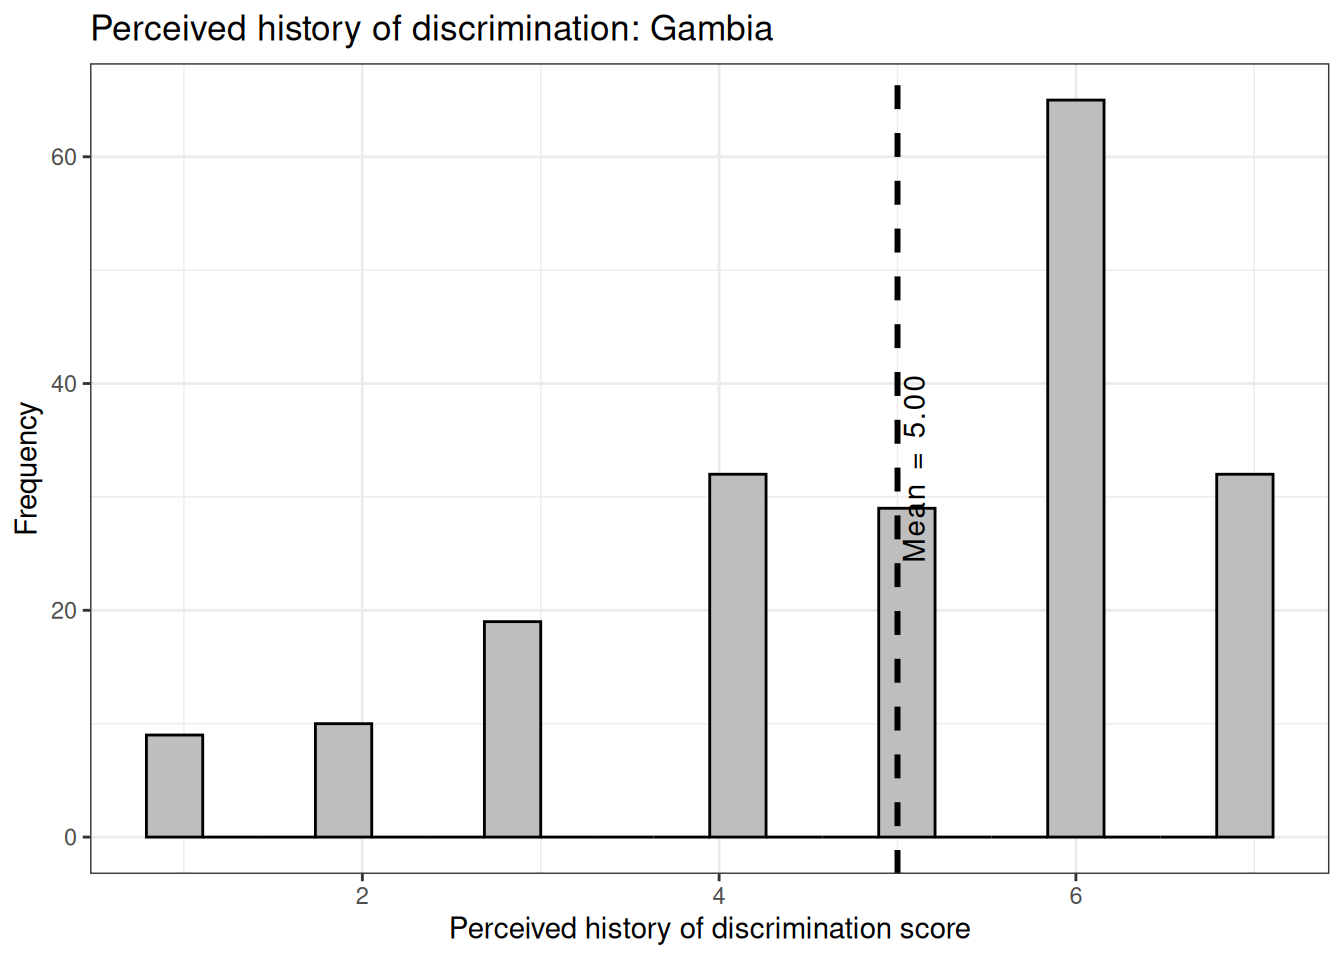 Perceived history of discrimination: Gambia
Frequency
60
40
20
0
Mean = 5.00
2 4 6
Perceived history of discrimination score